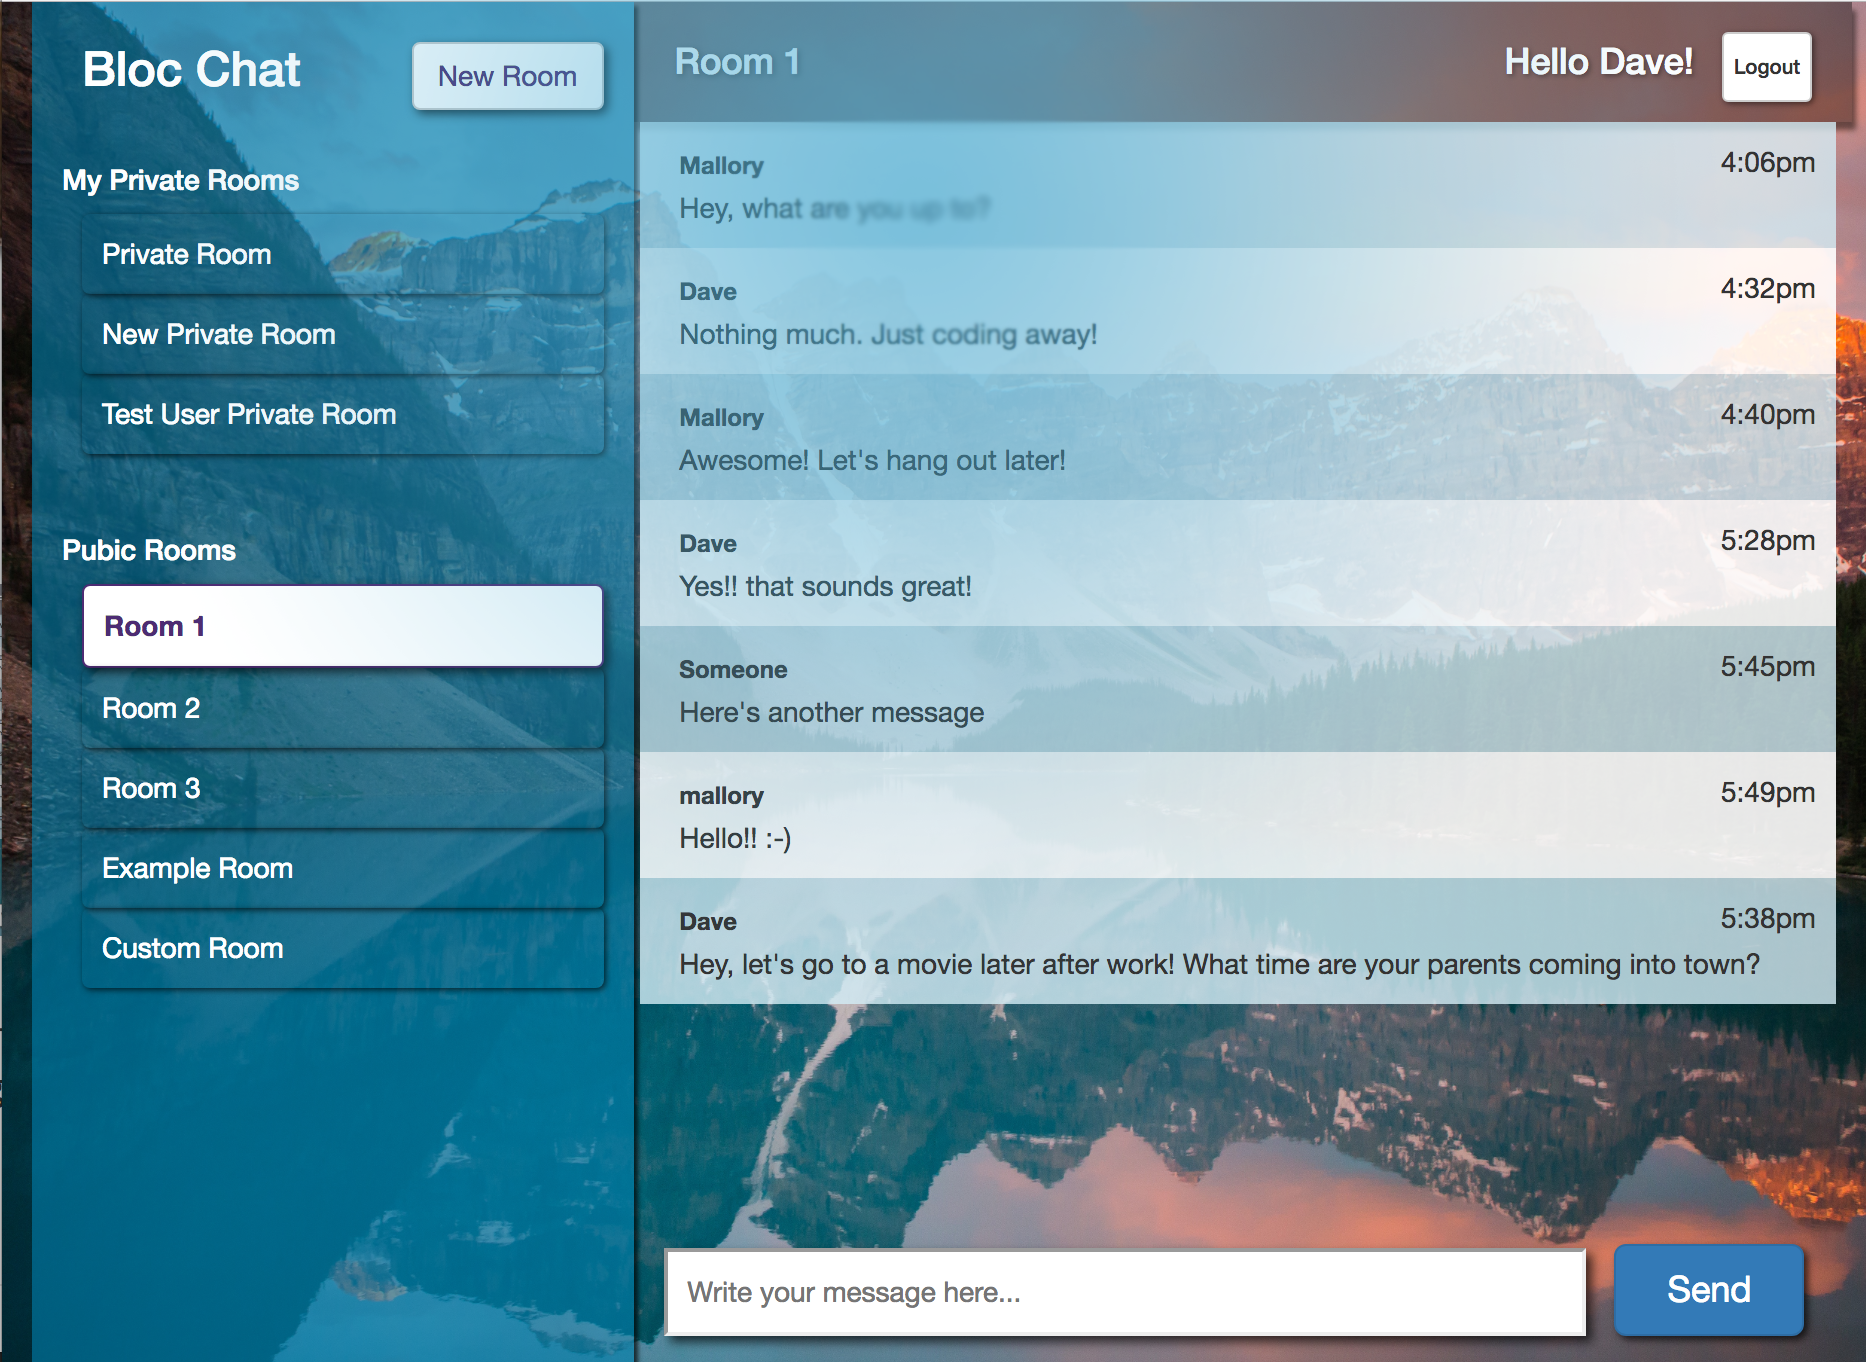 Bloc Chat
New Room
My Private Rooms
Private Room
New Private Room
Test User Private Room
Pubic Rooms
Room 1
Room 2
Room 3
Example Room
Custom Room
Room 1
Hello Dave!
Logout
Mallory
4:06pm
Hey, what are you up to?
Dave
4:32pm
Nothing much. Just coding away!
Mallory
4:40pm
Awesome! Let's hang out later!
Dave
5:28pm
Yes!! that sounds great!
Someone
5:45pm
Here's another message
mallory
5:49pm
Hello!! :-)
Dave
5:38pm
Hey, let's go to a movie later after work! What time are your parents coming into town?
Write your message here...
Send